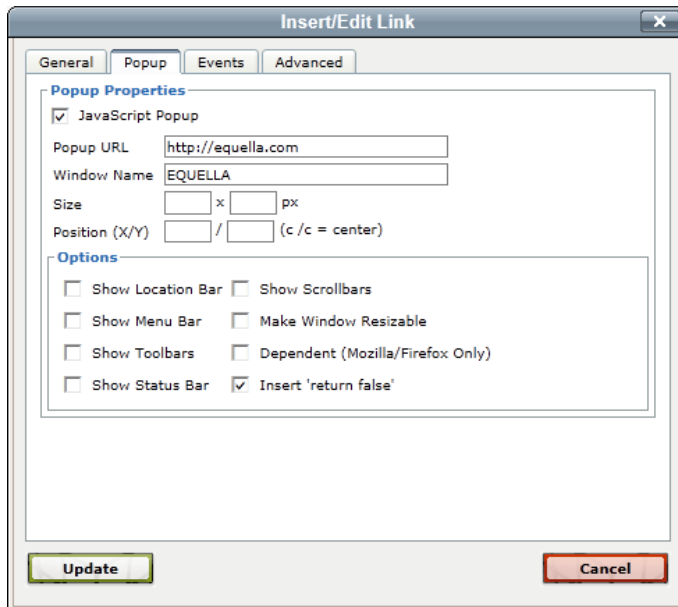 Insert/Edit Link
General Popup Events Advanced
Popup Properties
JavaScript Popup
Popup URL http://equella.com
Window Name EQUELLA
Size x px
Position (X/Y) / (c /c = center)
Options
Show Location Bar Show Scrollbars
Show Menu Bar Make Window Resizable
Show Toolbars Dependent (Mozilla/Firefox Only)
Show Status Bar Insert 'return false'
Update Cancel